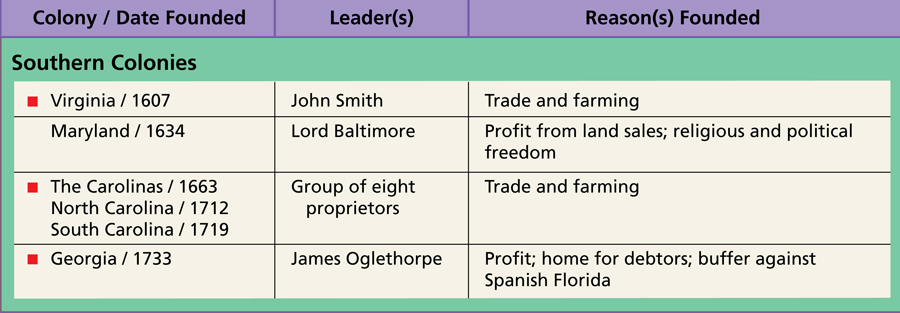 Colony / Date Founded Leader(s) Reason(s) Founded
Southern Colonies
Virginia / 1607 John Smith Trade and farming
Maryland / 1634 Lord Baltimore Profit from land sales; religious and political
freedom
The Carolinas / 1663 Group of eight Trade and farming
North Carolina / 1712 proprietors
South Carolina / 1719
Georgia / 1733 James Oglethorpe Profit; home for debtors; buffer against
Spanish Florida